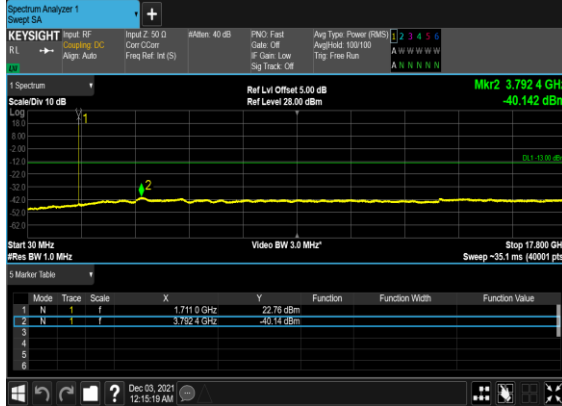 Spectrum Analyzer 1
Swept SA
+
KEYSIGHT Input: RF Input Z: 50 Ω #Atten: 40 dB PNO: Fast Avg Type: Power (RMS) 1 2 3 4 5 6
RL Coupling: DC Corr CCorr Gate: Off Avg|Hold: 100/100 A W W W W W
Align: Auto Freq Ref: Int (S) IF Gain: Low Trig: Free Run
Sig Track: Off A N N N N N
1 Spectrum Ref Lvl Offset 5.00 dB Mkr2 3.792 4 GHz
Scale/Div 10 dB Ref Level 28.00 dBm -40.142 dBm
Log
18.0
8.00
-2.00
-12.0
-22.0
-32.0
-42.0
-52.0
-62.0
1
2
DL1 -13.00 dBm
Start 30 MHz Video BW 3.0 MHz* Stop 17.800 GHz
#Res BW 1.0 MHz Sweep ~35.1 ms (40001 pts)
5 Marker Table
Mode Trace Scale X Y Function Function Width Function Value
1 N 1 f 1.711 0 GHz 22.76 dBm
2 N 1 f 3.792 4 GHz -40.14 dBm
3
4
5
6
? Dec 03, 2021
12:15:19 AM